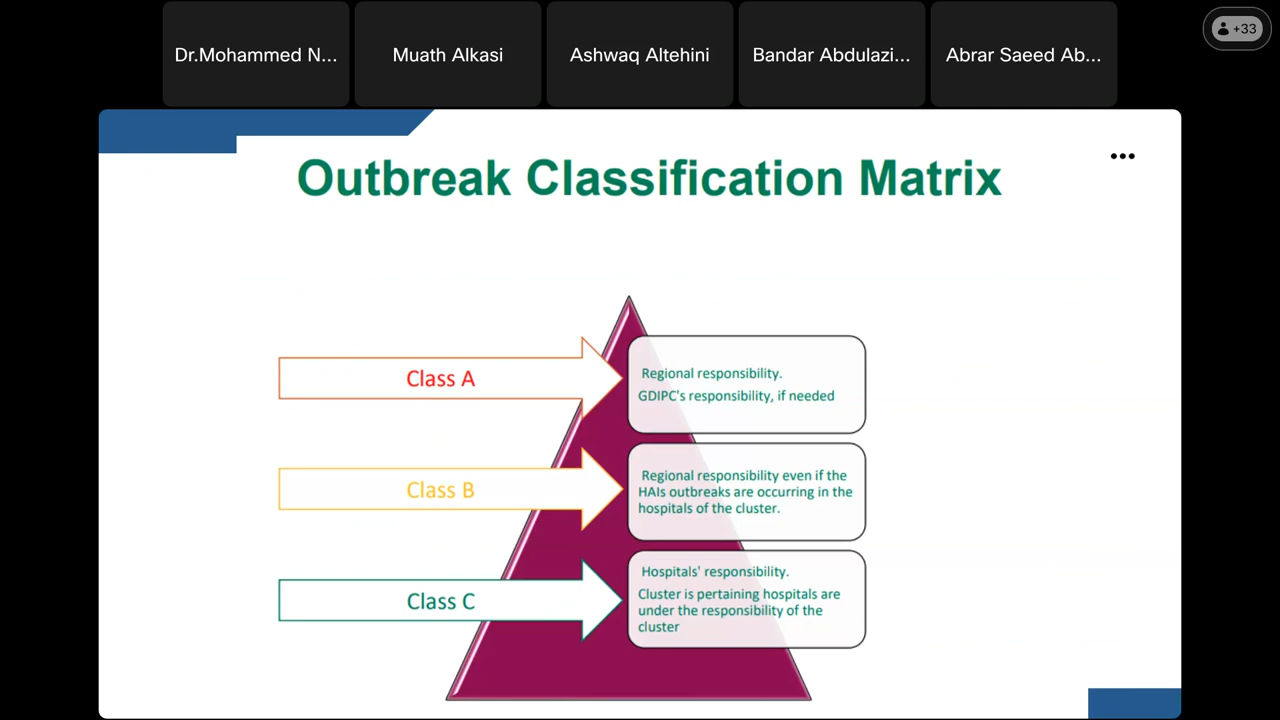 Dr.Mohammed N...
Muath Alkasi
Ashwaq Altehini
Bandar Abdulazi...
Abrar Saeed Ab...
+33
Outbreak Classification Matrix
Class A
Regional responsibility.
GDIPC's responsibility, if needed
Class B
Regional responsibility even if the
HAIs outbreaks are occurring in the
hospitals of the cluster.
Class C
Hospitals' responsibility.
Cluster is pertaining hospitals are
under the responsibility of the
cluster